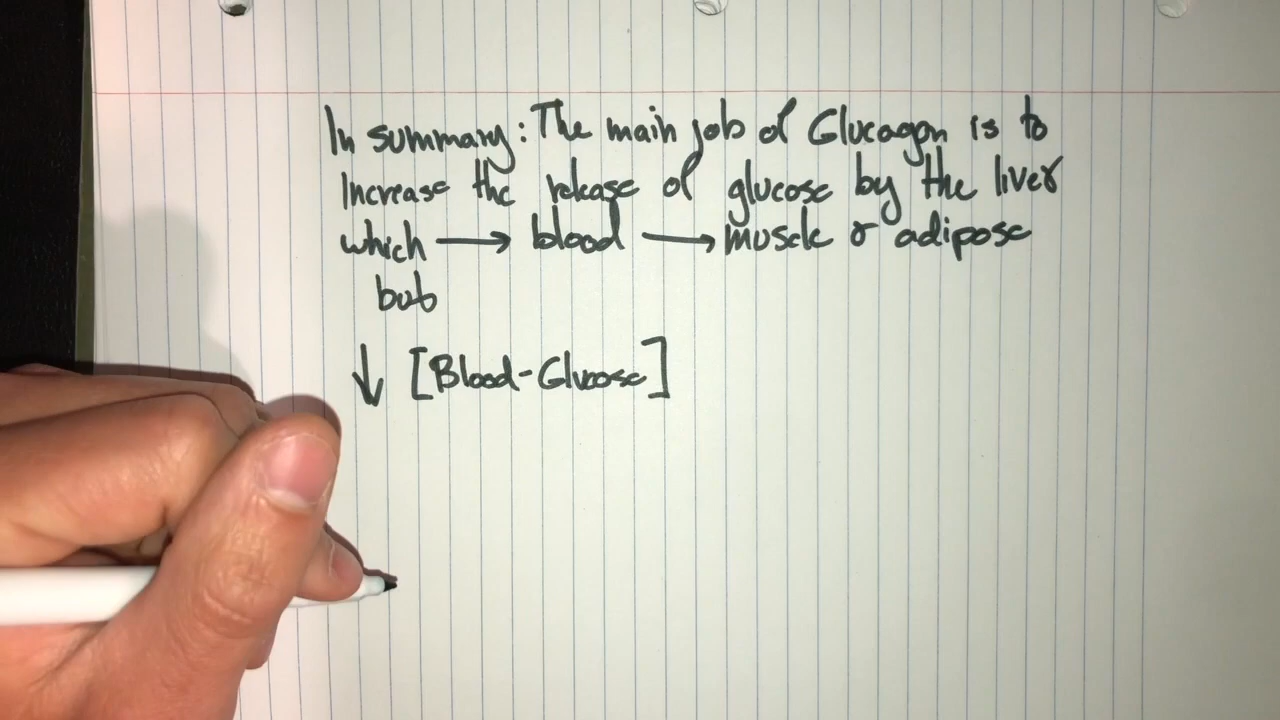 In summary: The main job of Glucagon is to
Increase the release of glucose by the liver
which → blood → muscle or adipose
but
↓ [Blood-Glucose]